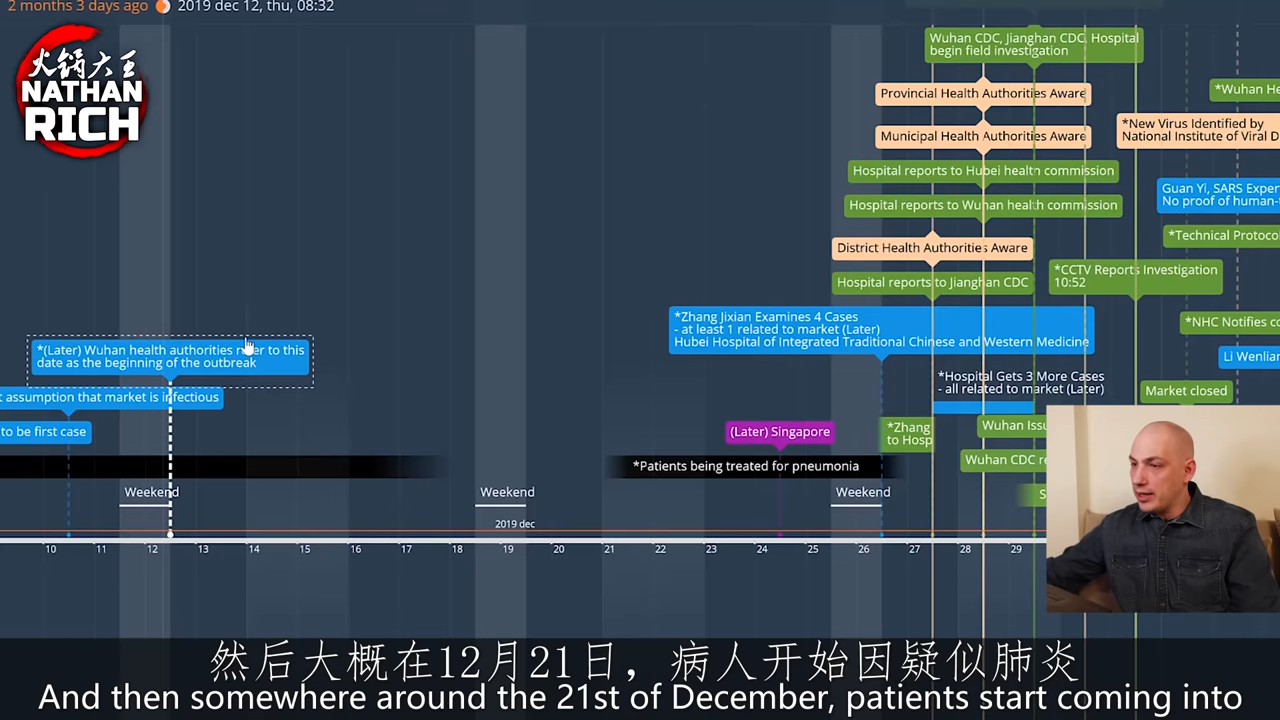 2 months 3 days ago 2019 dec 12, thu, 08:32
火锅大王
NATHAN
RICH
Wuhan CDC, Jianghan CDC, Hospital
begin field investigation
Provincial Health Authorities Aware
*Wuhan He
Municipal Health Authorities Aware
*New Virus Identified by
National Institute of Viral D
Hospital reports to Hubei health commission
Guan Yi, SARS Exper
No proof of human-
Hospital reports to Wuhan health commission
*Technical Protoco
District Health Authorities Aware
*CCTV Reports Investigation
10:52
Hospital reports to Jianghan CDC
*Zhang Jixian Examines 4 Cases
- at least 1 related to market (Later)
Hubei Hospital of Integrated Traditional Chinese and Western Medicine
*NHC Notifies co
*(Later) Wuhan health authorities refer to this
date as the beginning of the outbreak
Li Wenlian
*Hospital Gets 3 More Cases
- all related to market (Later)
Market closed
t assumption that market is infectious
to be first case
(Later) Singapore
*Zhang
to Hosp
Wuhan Issu
Wuhan CDC re
*Patients being treated for pneumonia
Weekend
Weekend
Weekend
S
2019 dec
10 11 12 13 14 15 16 17 18 19 20 21 22 23 24 25 26 27 28 29
然后大概在12月21日，病人开始因疑似肺炎
And then somewhere around the 21st of December, patients start coming into